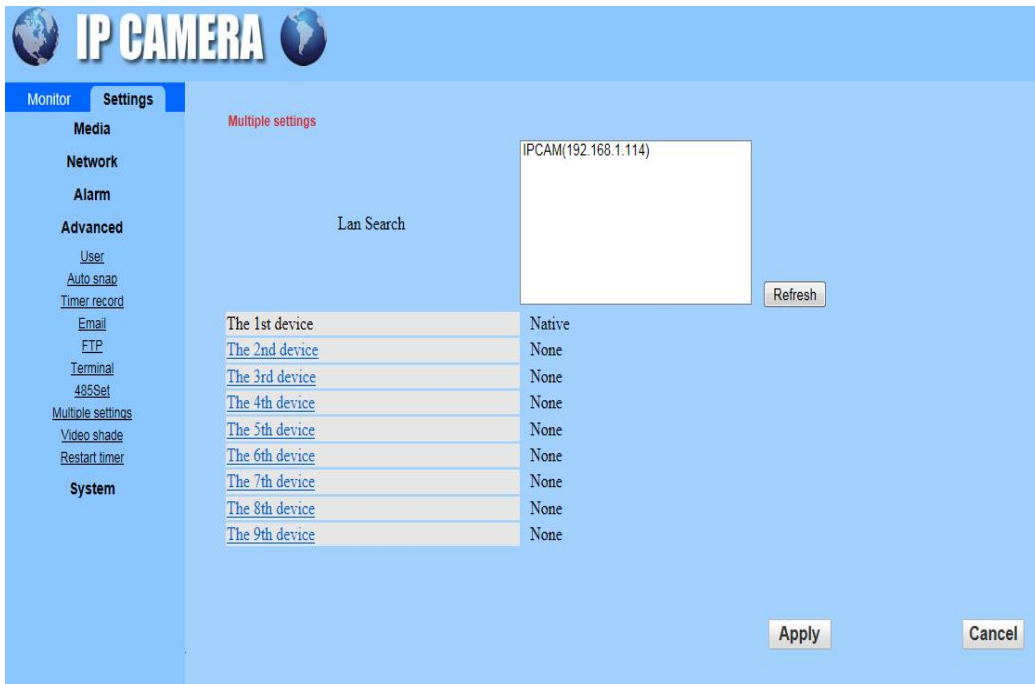 IP CAMERA
Monitor Settings
Media
Network
Alarm
Advanced
User
Auto snap
Timer record
Email
FTP
Terminal
485Set
Multiple settings
Video shade
Restart timer
System
Multiple settings
Lan Search
IPCAM(192.168.1.114)
Refresh
The 1st device Native
The 2nd device None
The 3rd device None
The 4th device None
The 5th device None
The 6th device None
The 7th device None
The 8th device None
The 9th device None
Apply Cancel